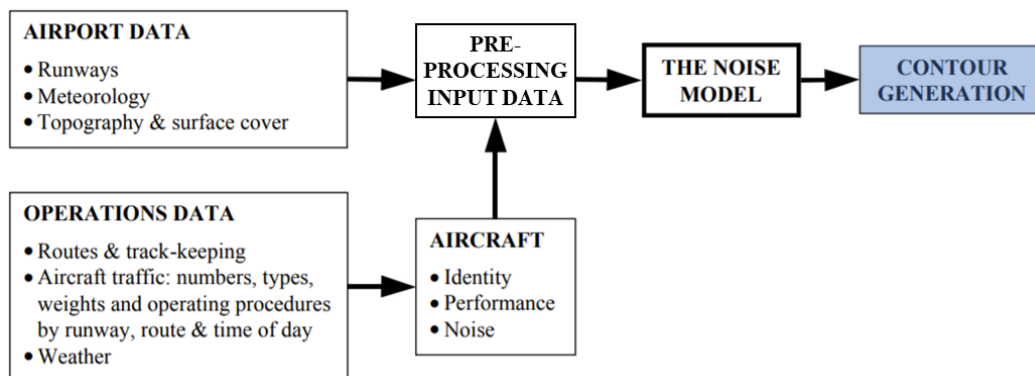 AIRPORT DATA
• Runways
• Meteorology
• Topography & surface cover
PRE-
PROCESSING
INPUT DATA
THE NOISE
MODEL
CONTOUR
GENERATION
OPERATIONS DATA
• Routes & track-keeping
• Aircraft traffic: numbers, types,
weights and operating procedures
by runway, route & time of day
• Weather
AIRCRAFT
• Identity
• Performance
• Noise